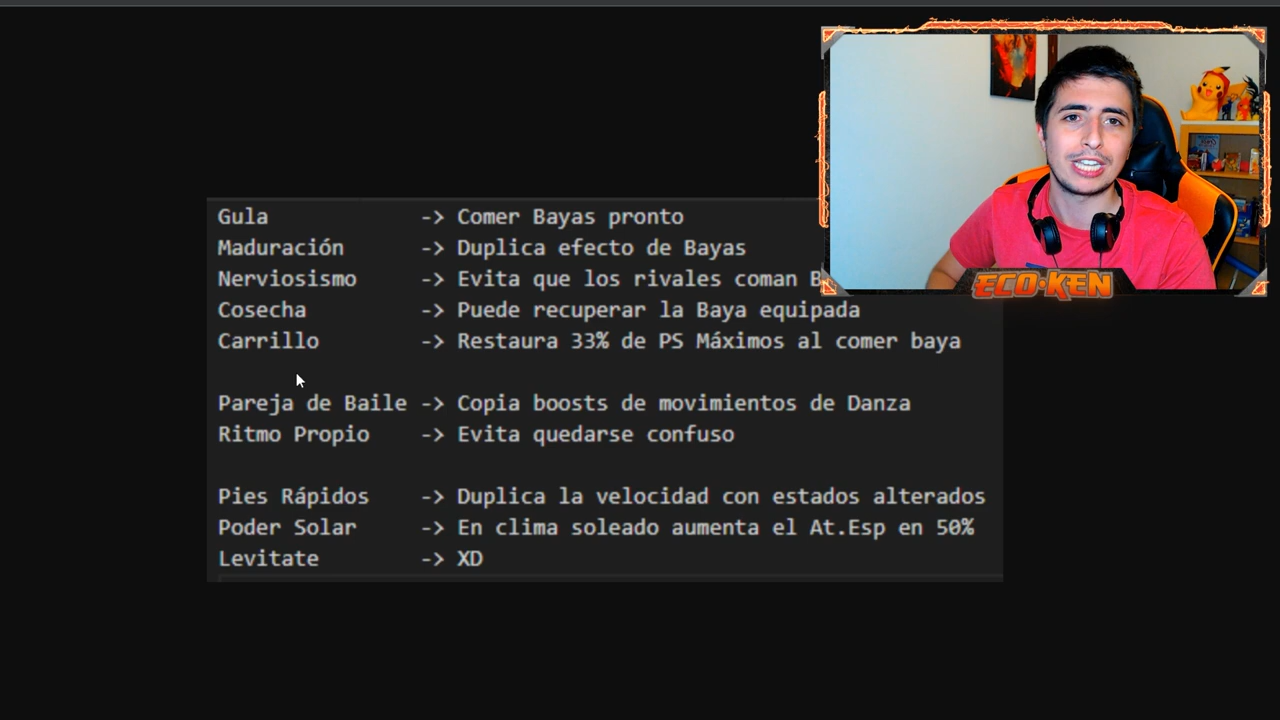 Gula -> Comer Bayas pronto
Maduración -> Duplica efecto de Bayas
Nerviosismo -> Evita que los rivales coman
Cosecha -> Puede recuperar la Baya equipada
Carrillo -> Restaura 33% de PS Máximos al comer baya
Pareja de Baile -> Copia boosts de movimientos de Danza
Ritmo Propio -> Evita quedarse confuso
Pies Rápidos -> Duplica la velocidad con estados alterados
Poder Solar -> En clima soleado aumenta el At.Esp en 50%
Levitate -> XD
ECO·KEN